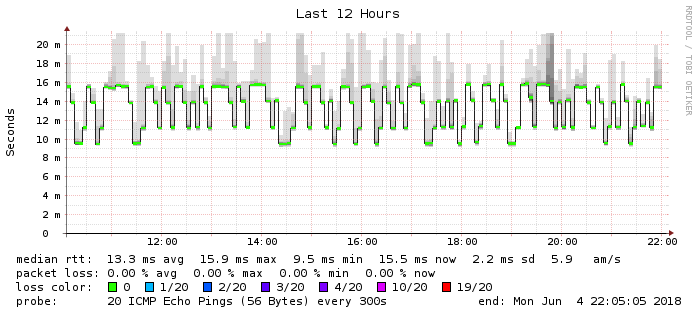 Last 12 Hours
RRDTOOL / TOBI OETIKER
Seconds
20 m
18 m
16 m
14 m
12 m
10 m
8 m
6 m
4 m
2 m
0
12:00 14:00 16:00 18:00 20:00 22:00
median rtt: 13.3 ms avg 15.9 ms max 9.5 ms min 15.5 ms now 2.2 ms sd 5.9 am/s
packet loss: 0.00 % avg 0.00 % max 0.00 % min 0.00 % now
loss color: 0 1/20 2/20 3/20 4/20 10/20 19/20
probe: 20 ICMP Echo Pings (56 Bytes) every 300s end: Mon Jun 4 22:05:05 2018